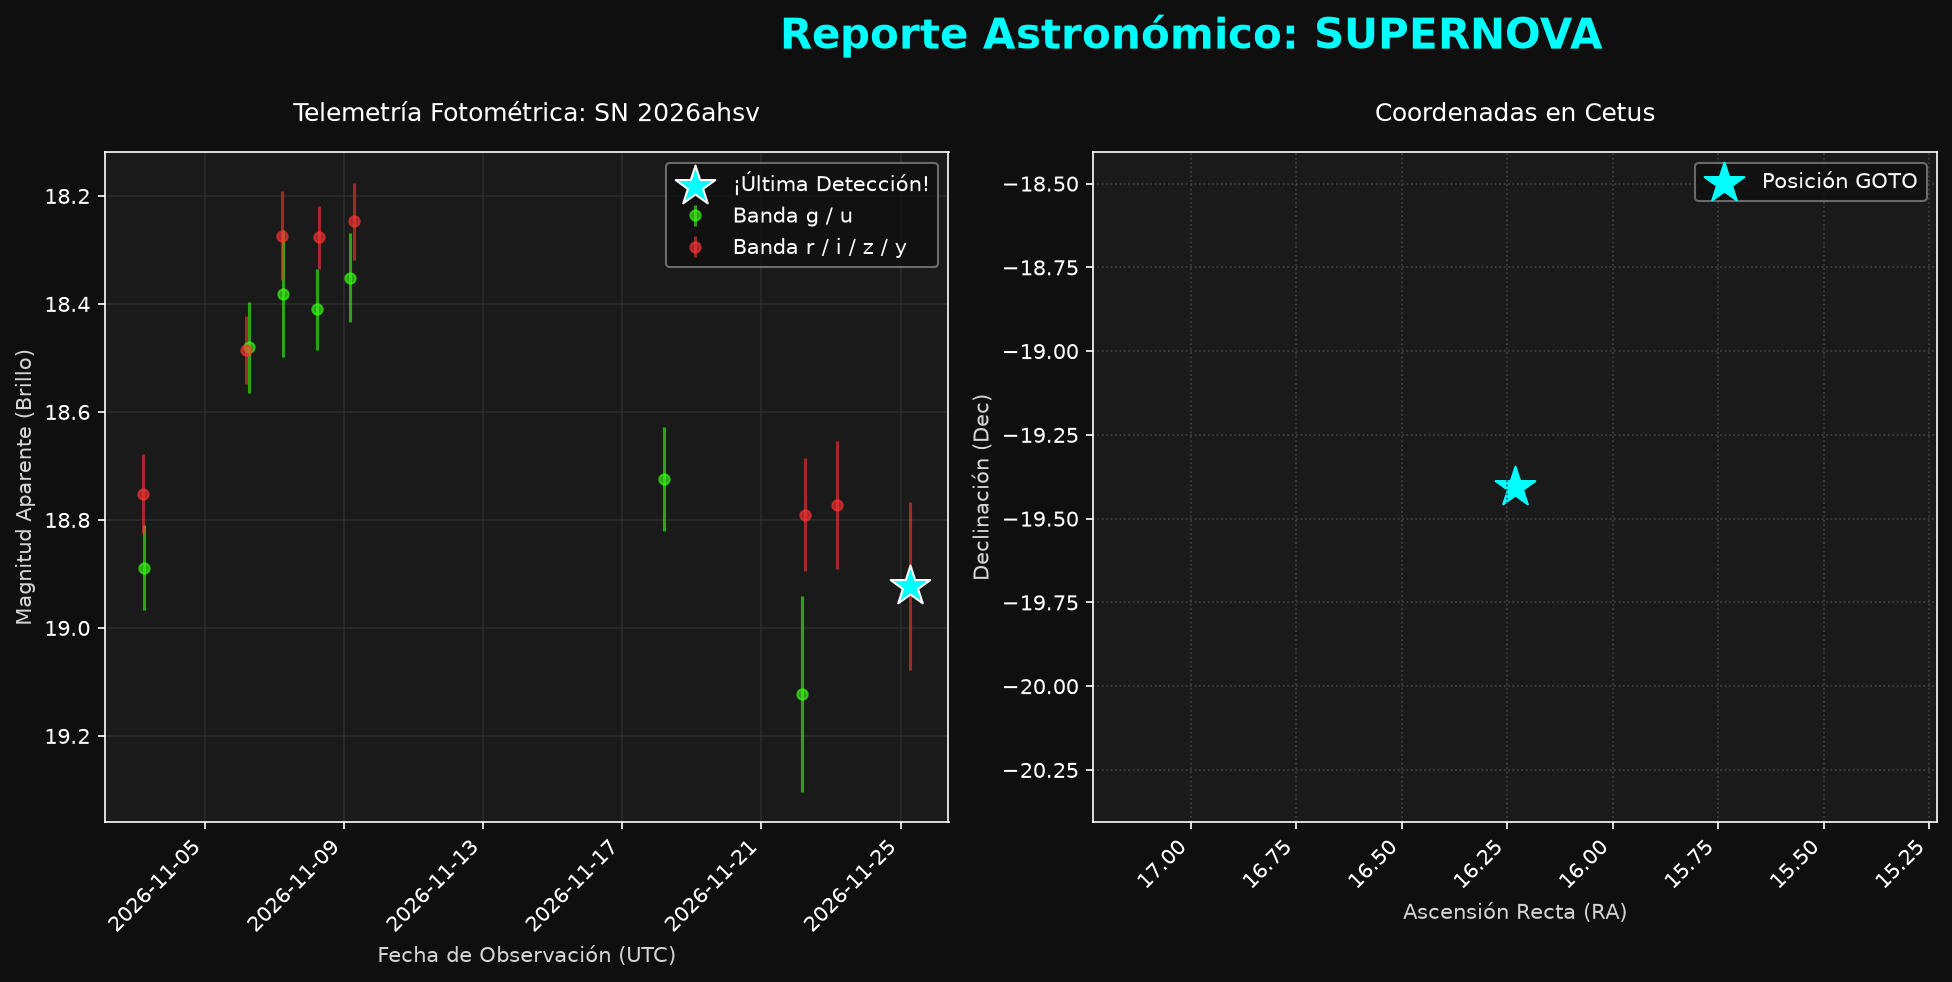 Reporte Astronómico: SUPERNOVA
Telemetría Fotométrica: SN 2026ahsv
¡Última Detección!
Banda g / u
Banda r / i / z / y
Magnitud Aparente (Brillo)
18.2
18.4
18.6
18.8
19.0
19.2
2026-11-05
2026-11-09
2026-11-13
2026-11-17
2026-11-21
2026-11-25
Fecha de Observación (UTC)
Coordenadas en Cetus
Posición GOTO
Declinación (Dec)
−18.50
−18.75
−19.00
−19.25
−19.50
−19.75
−20.00
−20.25
17.00
16.75
16.50
16.25
16.00
15.75
15.50
15.25
Ascensión Recta (RA)